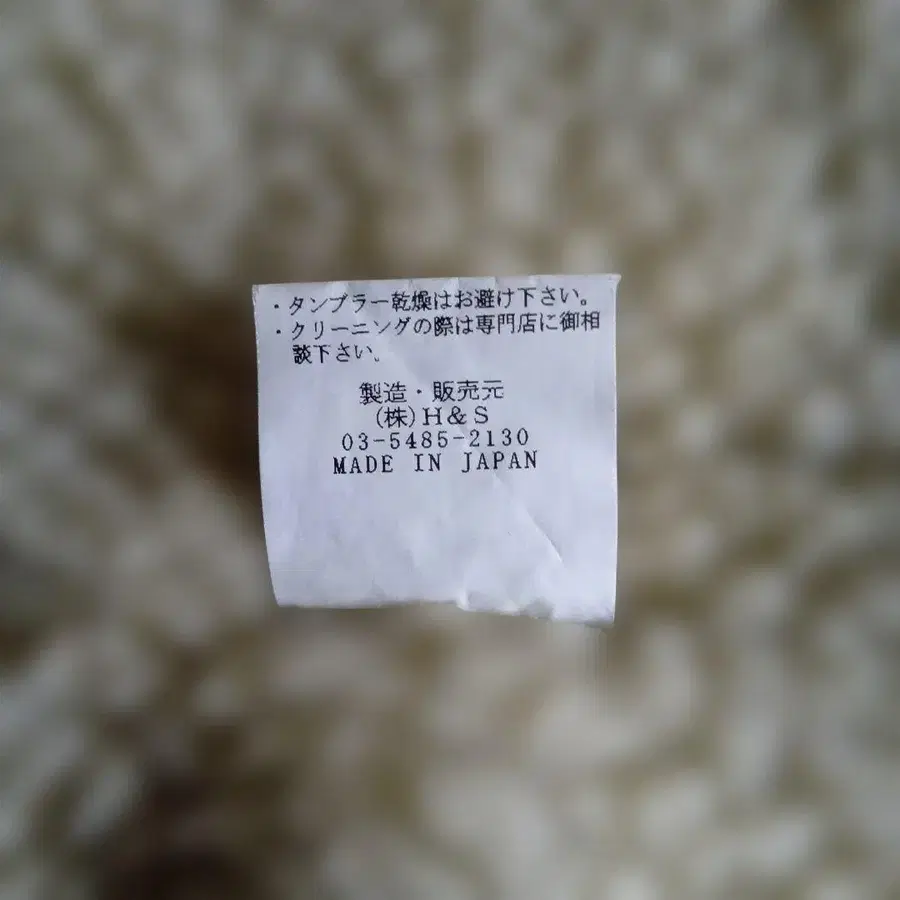 ・タンブラー乾燥はお避け下さい。
・クリーニングの際は専門店に御相
談下さい。
製造・販売元
(株)H&S
03-5485-2130
MADE IN JAPAN